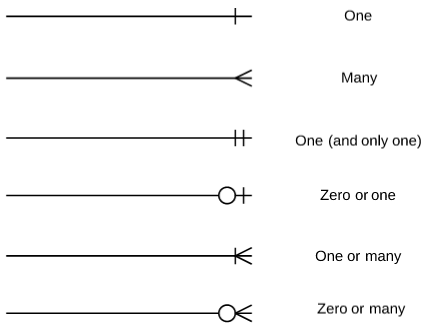 One
Many
One (and only one)
Zero or one
One or many
Zero or many